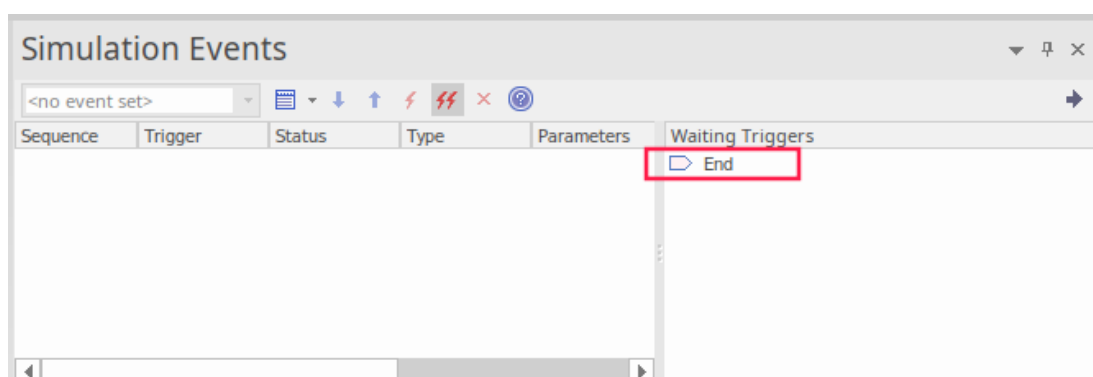 Simulation Events
<no event set>
Sequence Trigger Status Type Parameters Waiting Triggers
End